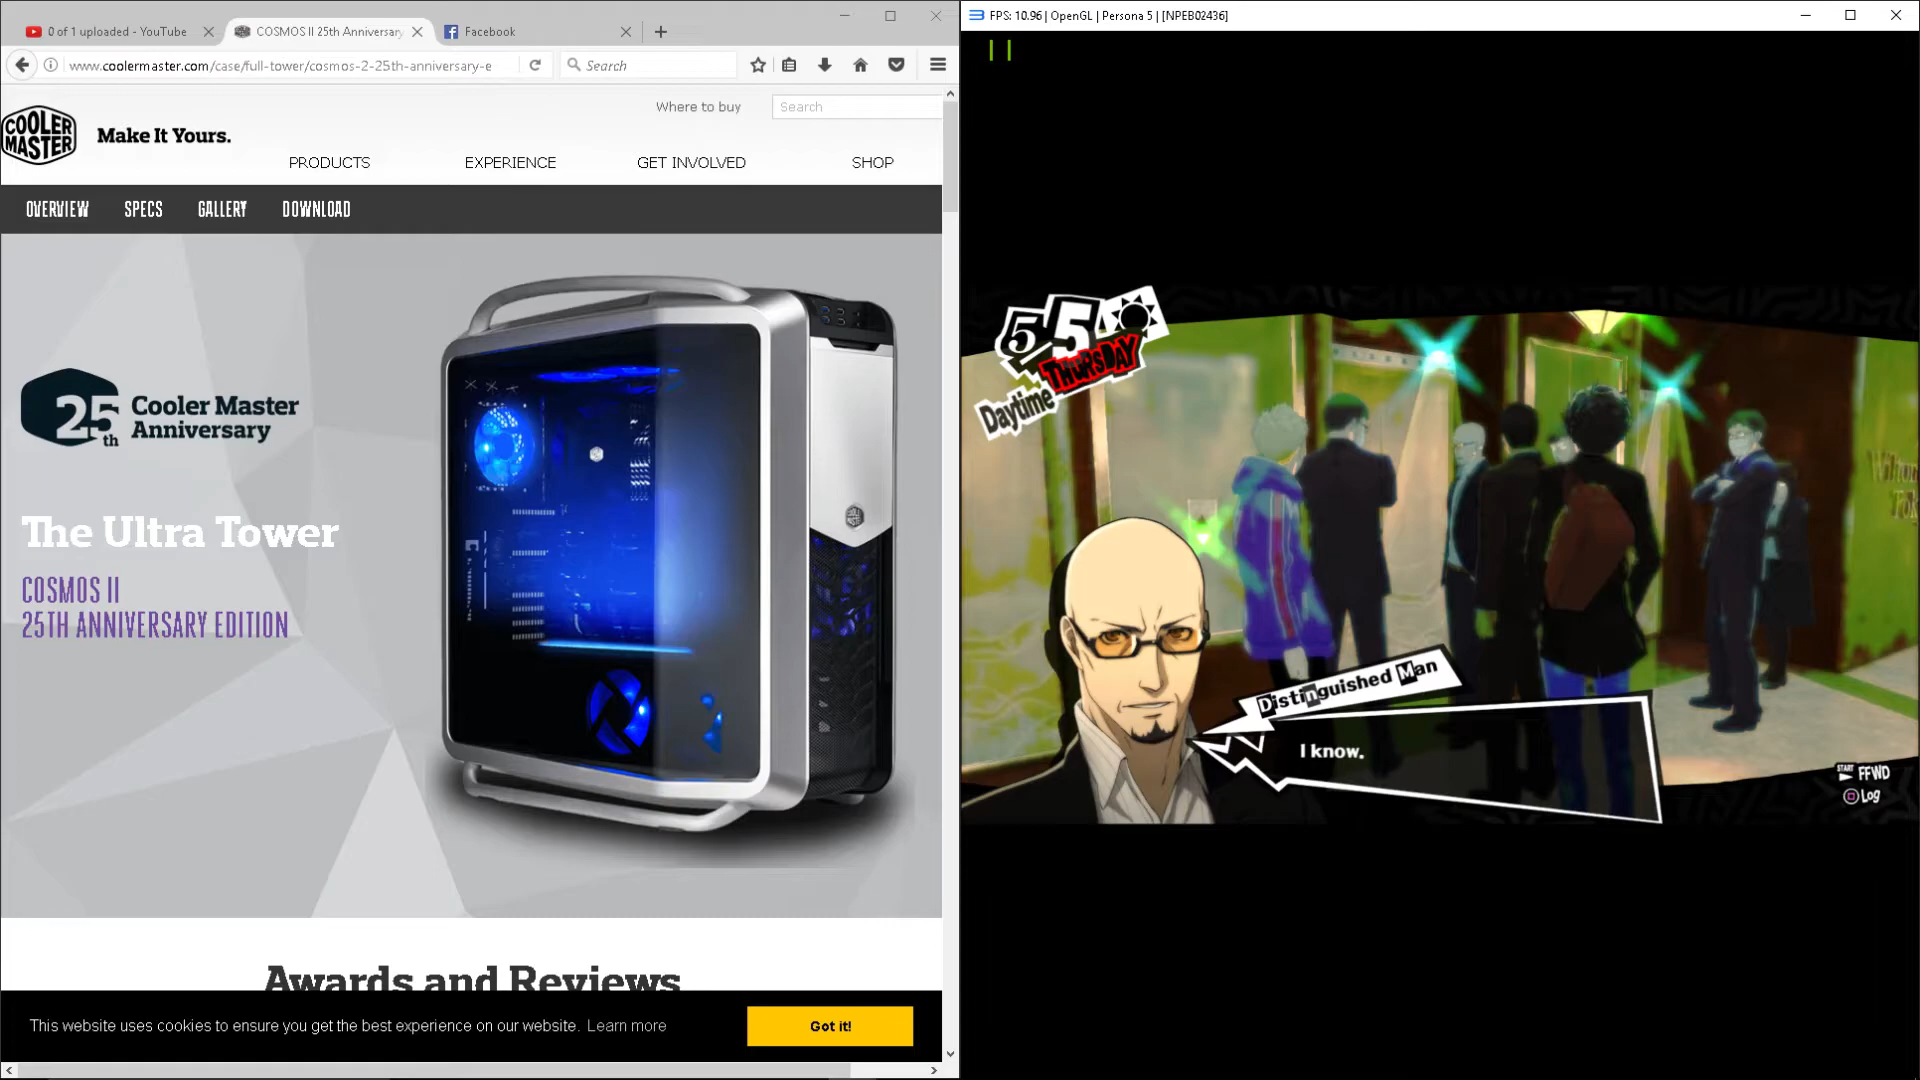 0 of 1 uploaded - YouTube
COSMOS II 25th Anniversary
Facebook
www.coolermaster.com/case/full-tower/cosmos-2-25th-anniversary-e
Search
Where to buy
Search
COOLER MASTER
Make It Yours.
PRODUCTS
EXPERIENCE
GET INVOLVED
SHOP
OVERVIEW
SPECS
GALLERY
DOWNLOAD
25th
Cooler Master
Anniversary
The Ultra Tower
COSMOS II
25TH ANNIVERSARY EDITION
Awards and Reviews
This website uses cookies to ensure you get the best experience on our website. Learn more
Got it!
FPS: 10.96 | OpenGL | Persona 5 | [NPEB02436]
5/5
THURSDAY
Daytime
Distinguished Man
I know.
START FFWD
Log